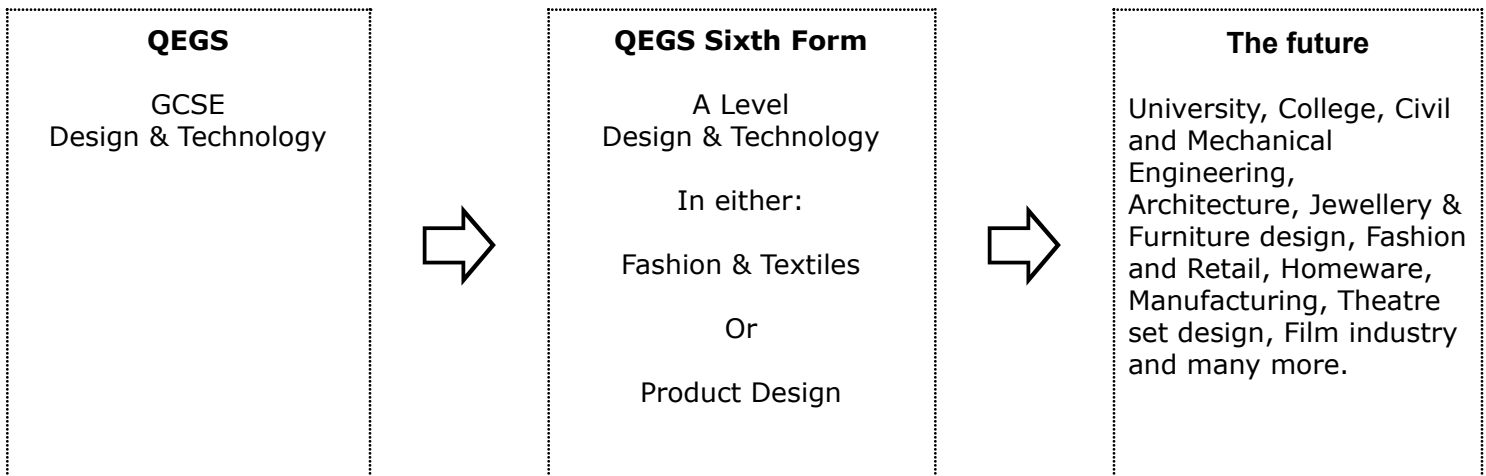 QEGS
GCSE
Design & Technology
QEGS Sixth Form
A Level
Design & Technology
In either:
Fashion & Textiles
Or
Product Design
The future
University, College, Civil
and Mechanical
Engineering,
Architecture, Jewellery &
Furniture design, Fashion
and Retail, Homeware,
Manufacturing, Theatre
set design, Film industry
and many more.